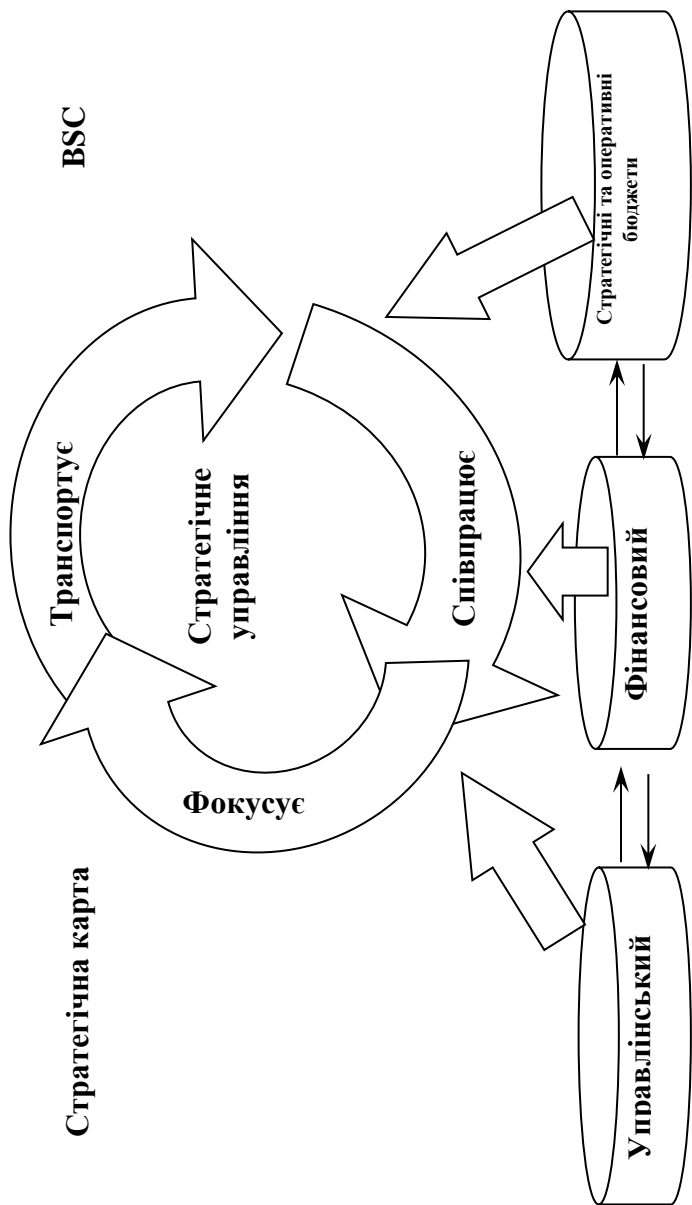 Стратегічна карта
BSC
Транспортує
Стратегічне
управління
Фокусує
Співпрацює
Управлінський
Фінансовий
Стратегічні та оперативні
бюджети